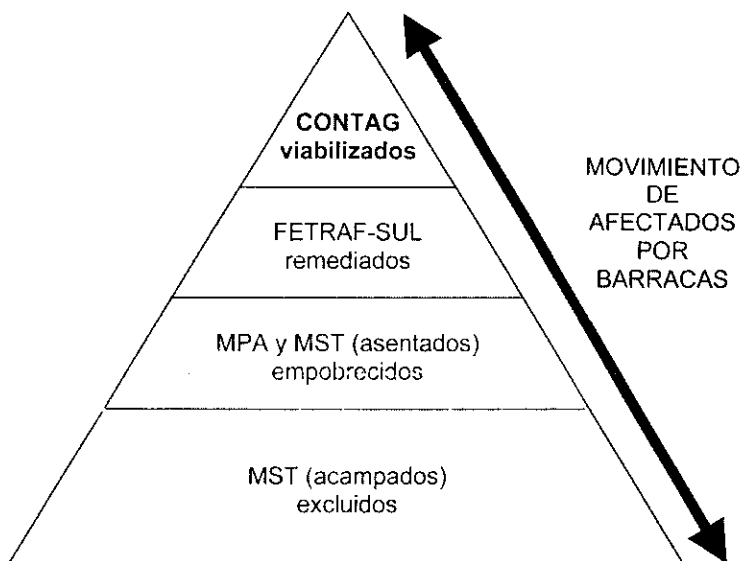 CONTAG
viabilizados
FETRAF-SUL
remediados
MPA y MST (asentados)
empobrecidos
MST (acampados)
excluidos
MOVIMIENTO
DE
AFECTADOS
POR
BARRACAS